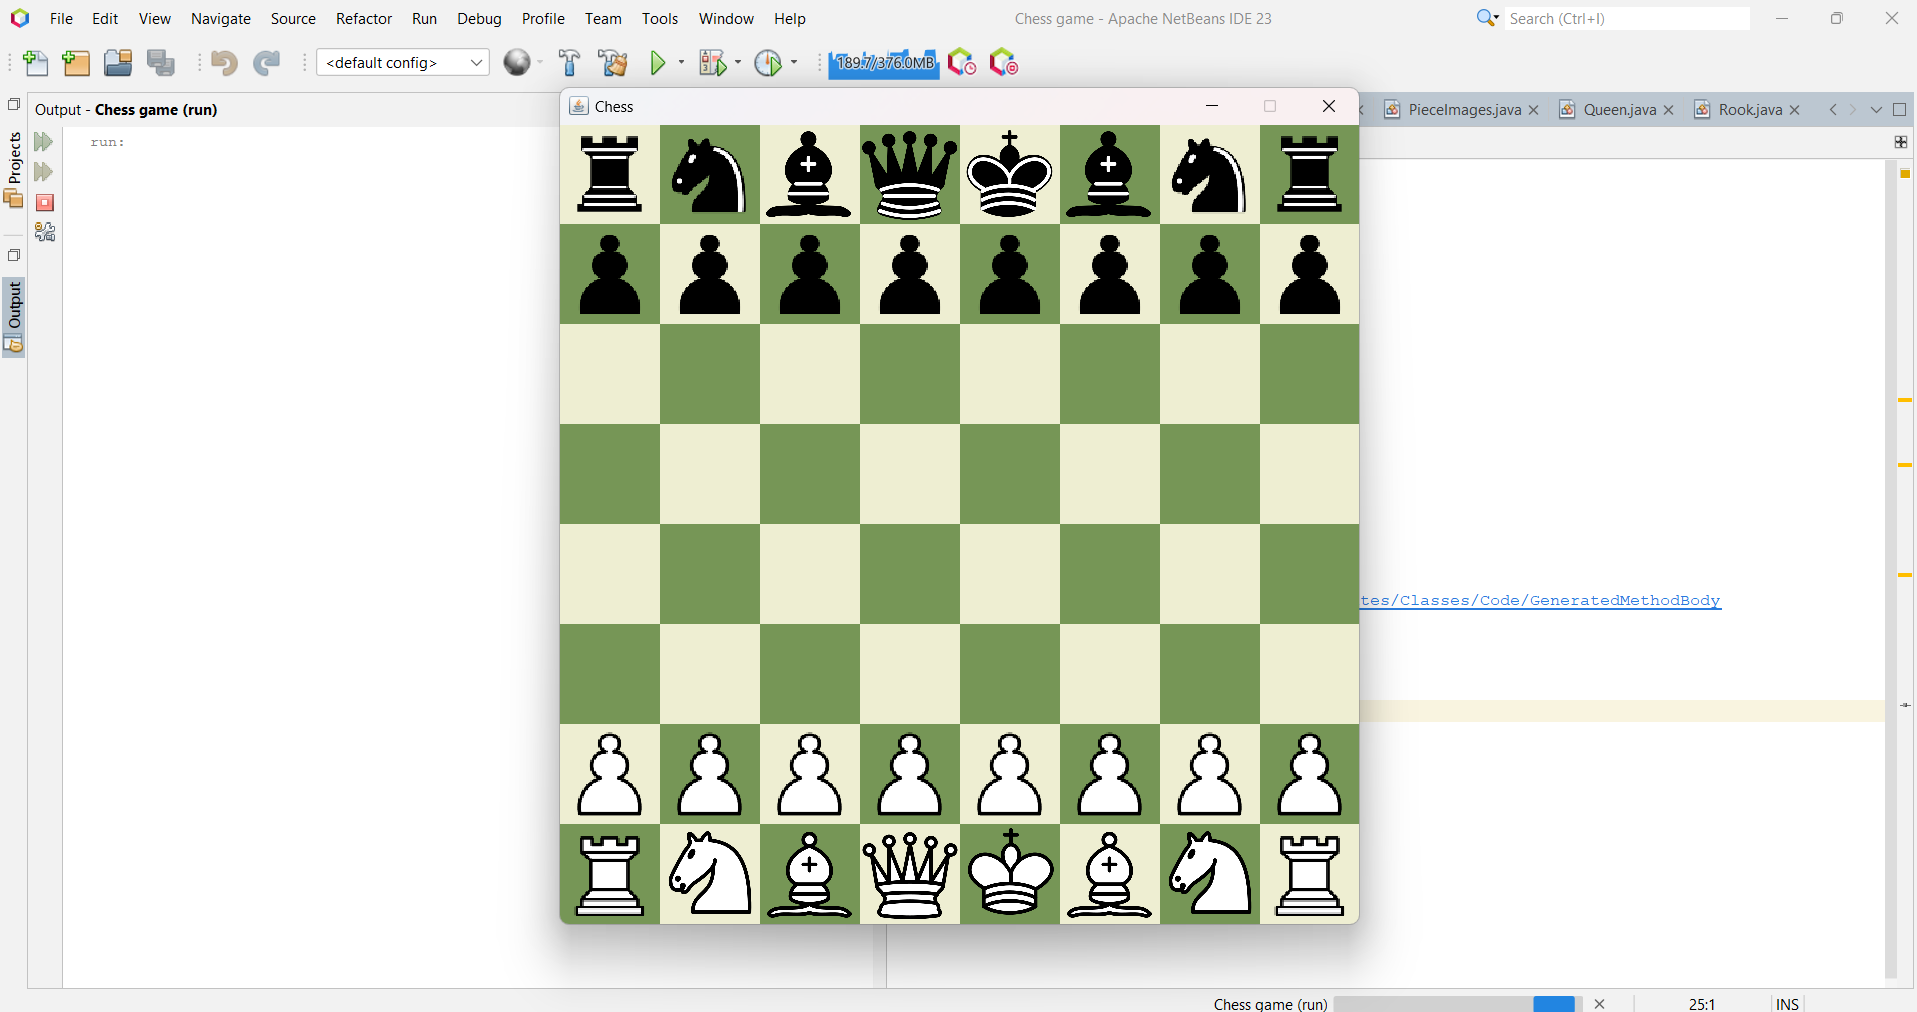 File Edit View Navigate Source Refactor Run Debug Profile Team Tools Window Help
Chess game - Apache NetBeans IDE 23
Search (Ctrl+I)
<default config>
189.7/376.0MB
Output - Chess game (run)
Chess
PieceImages.java
Queen.java
Rook.java
Projects
Output
run:
tes/Classes/Code/GeneratedMethodBody
Chess game (run)
25:1
INS